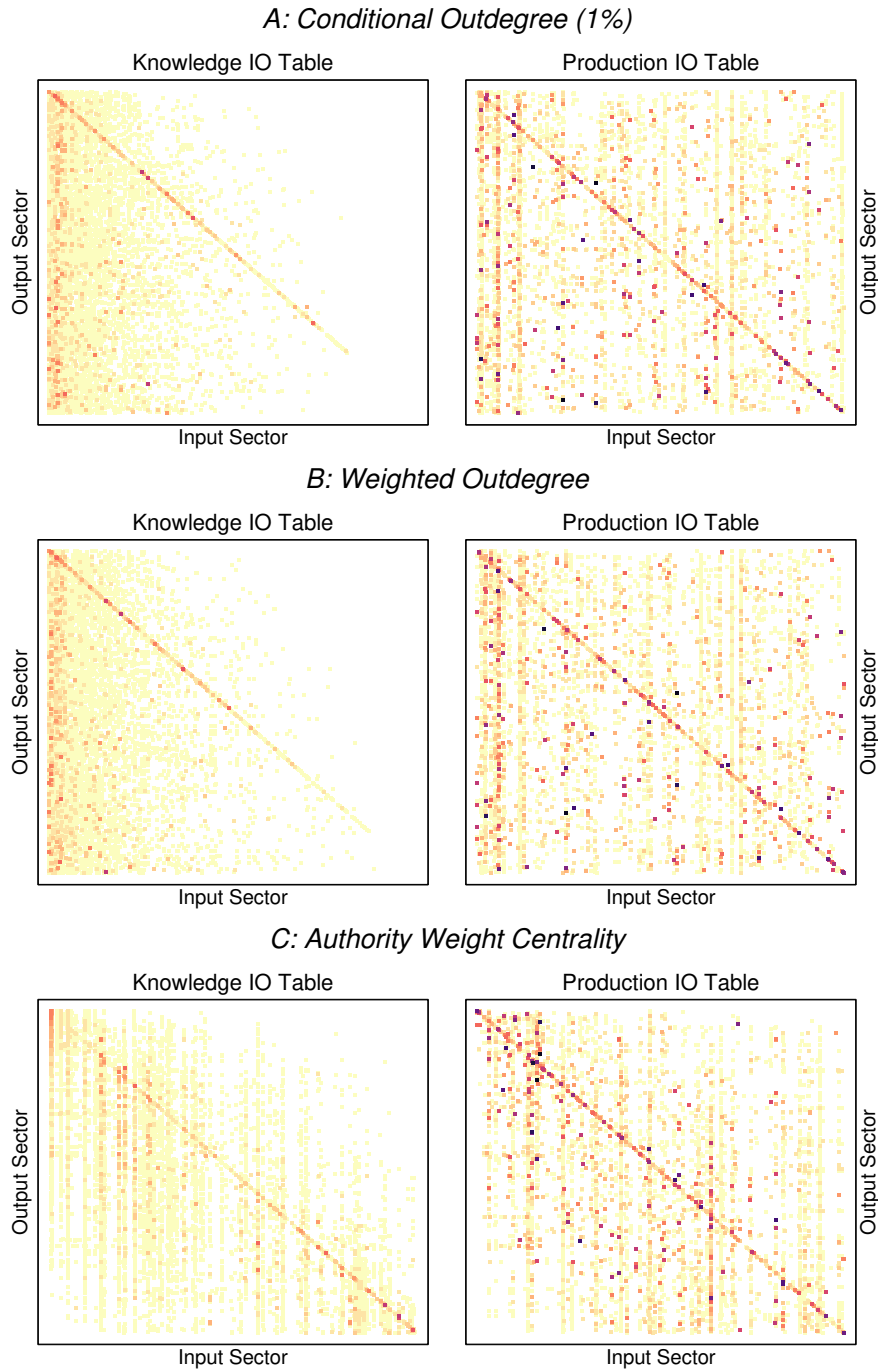 A: Conditional Outdegree (1%)
Knowledge IO Table
Production IO Table
Output Sector
Output Sector
Input Sector
Input Sector
B: Weighted Outdegree
Knowledge IO Table
Production IO Table
Output Sector
Output Sector
Input Sector
Input Sector
C: Authority Weight Centrality
Knowledge IO Table
Production IO Table
Output Sector
Output Sector
Input Sector
Input Sector